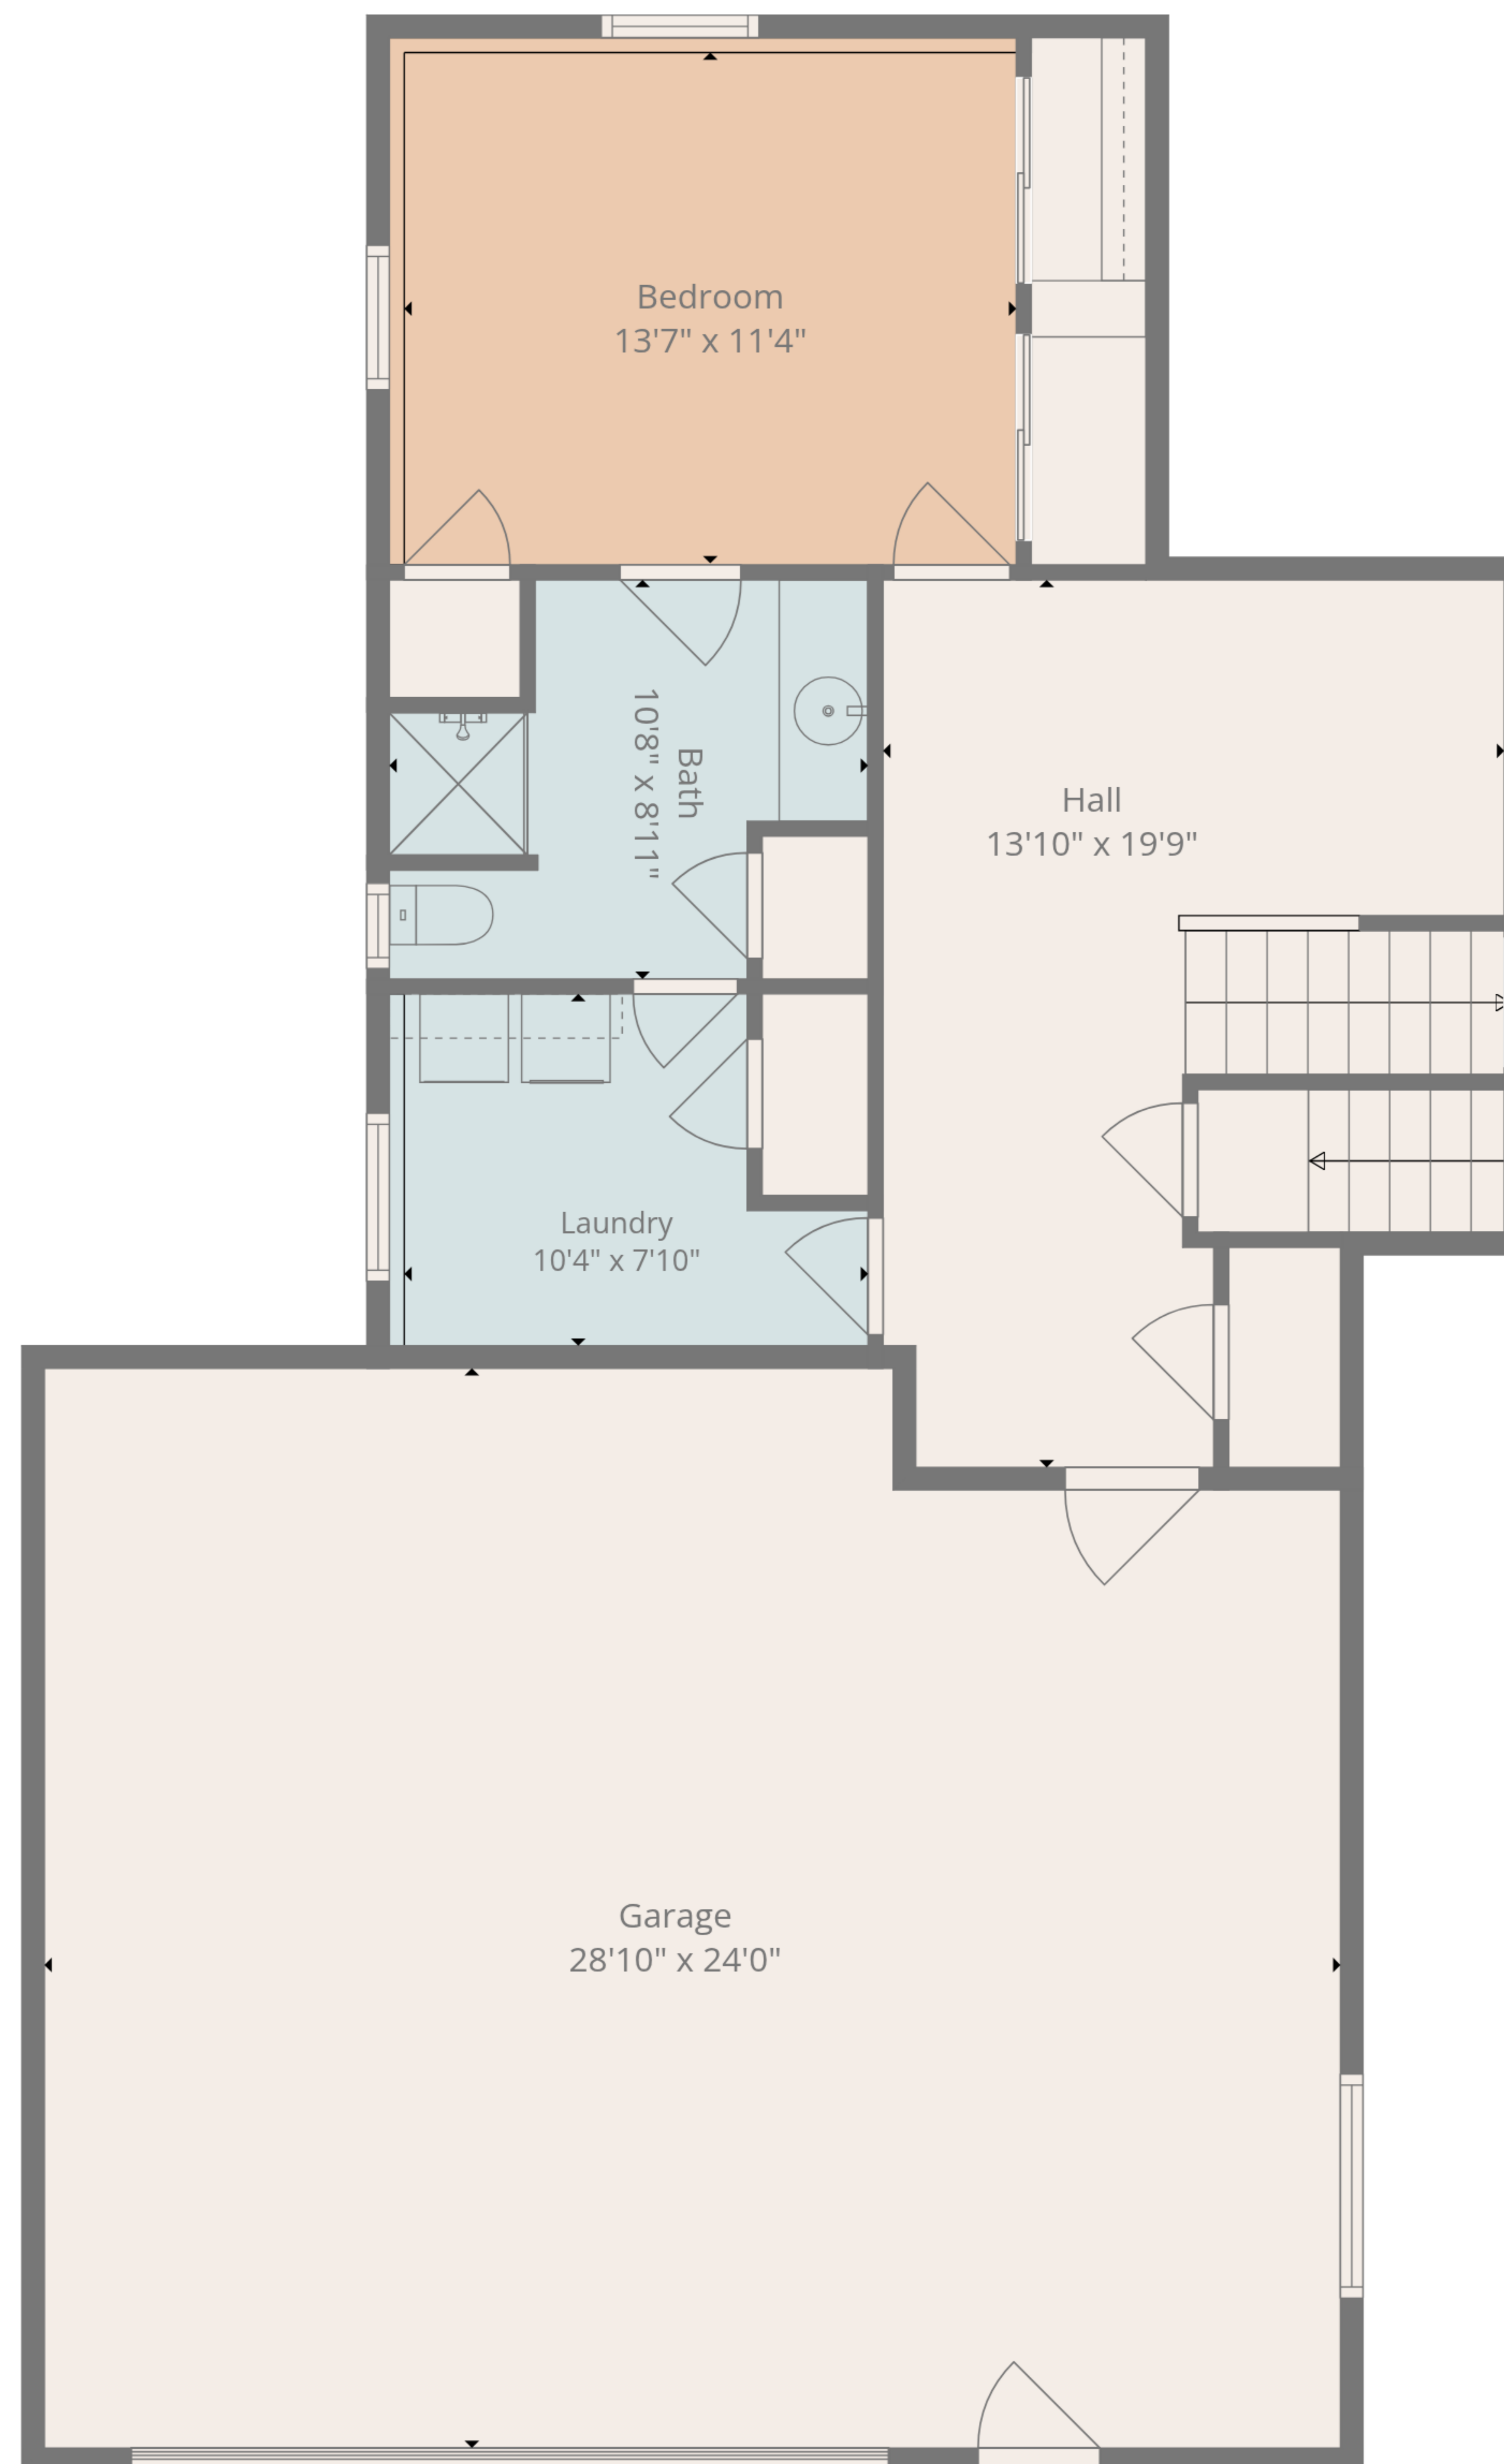 Bedroom
13'7" x 11'4"
Bath
10'8" x 8'11"
Hall
13'10" x 19'9"
Laundry
10'4" x 7'10"
Garage
28'10" x 24'0"